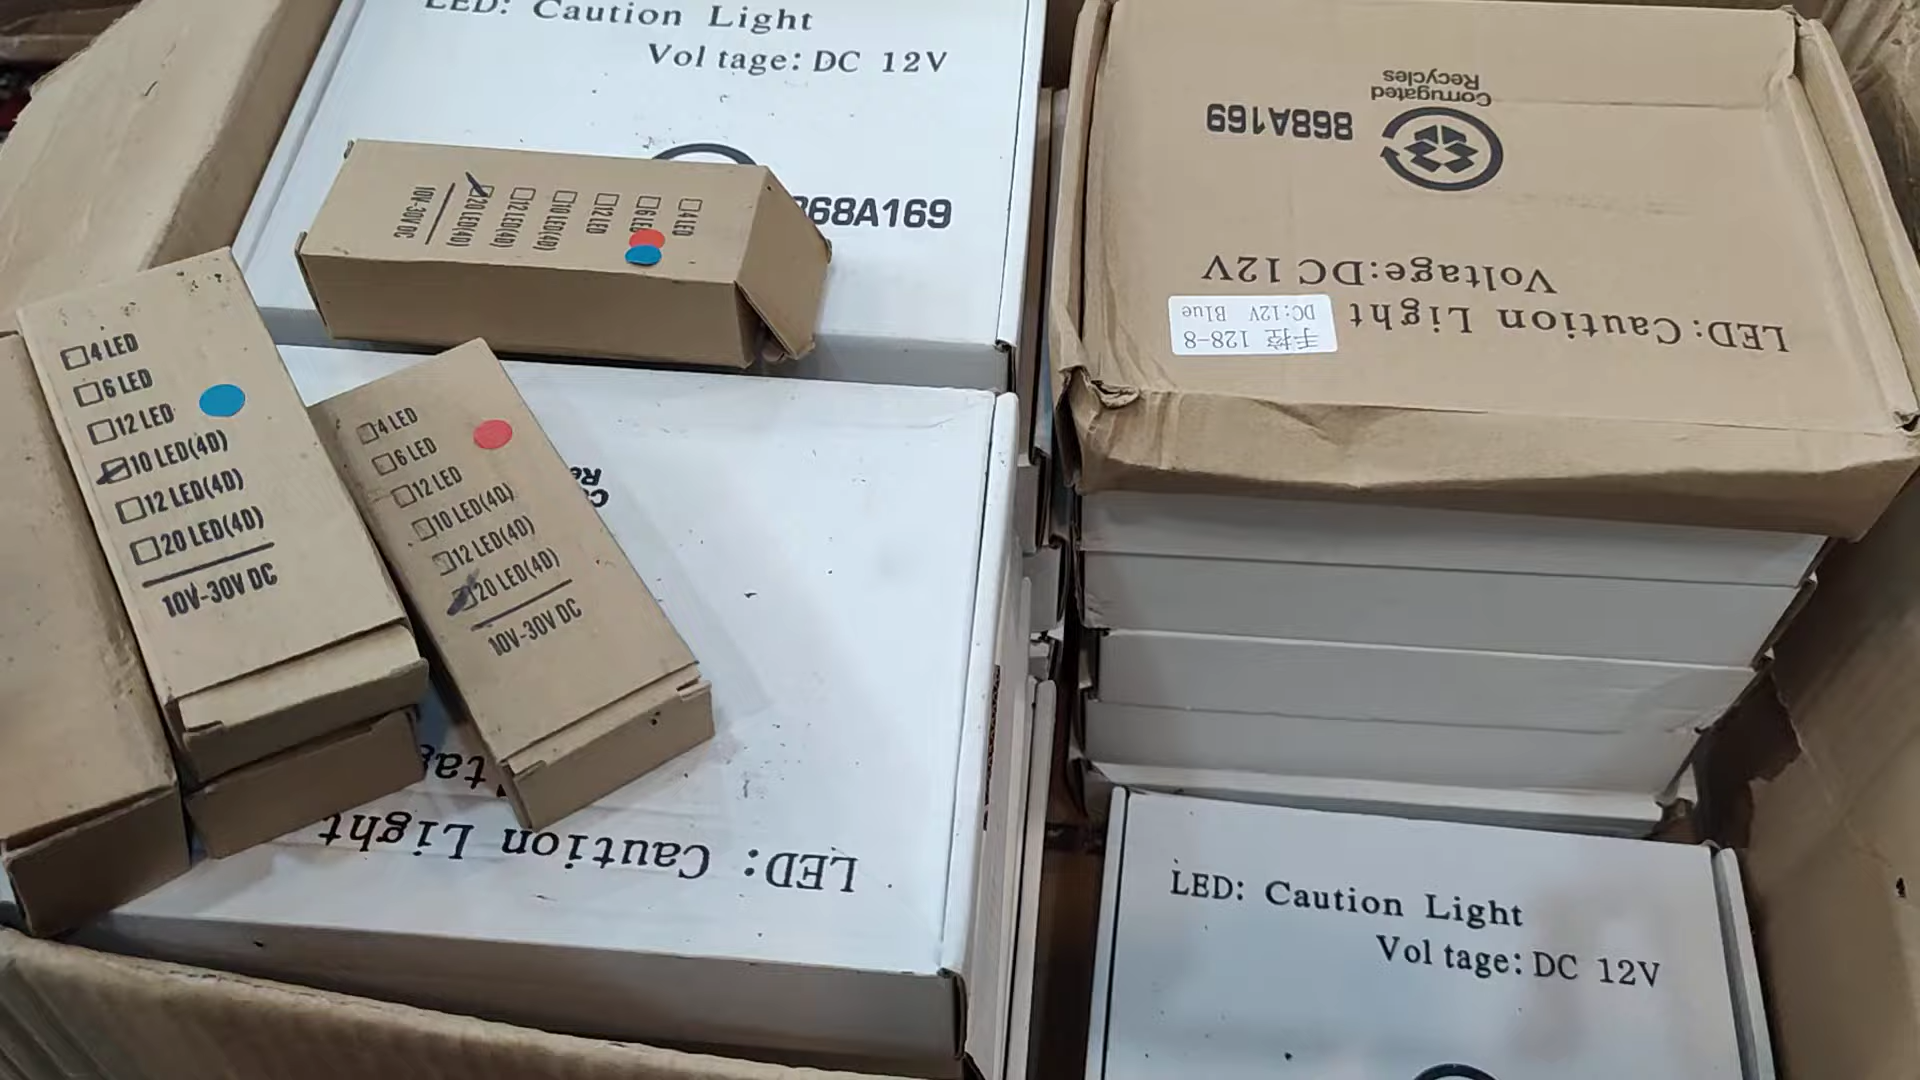 LED: Caution Light
Vol tage: DC 12V
868A169
4 LED
6 LED
12 LED
10 LED(4D)
12 LED(4D)
20 LED(4D)
10V-30V DC
4 LED
6 LED
12 LED
10 LED(4D)
12 LED(4D)
20 LED(4D)
10V-30V DC
4 LED
6 LED
12 LED
10 LED(4D)
12 LED(4D)
20 LED(4D)
10V-30V DC
LED: Caution Light
LED:Caution Light
Voltage:DC 12V
手控 128-8
DC:12V Blue
868A169
Corrugated
Recycles
LED: Caution Light
Vol tage: DC 12V